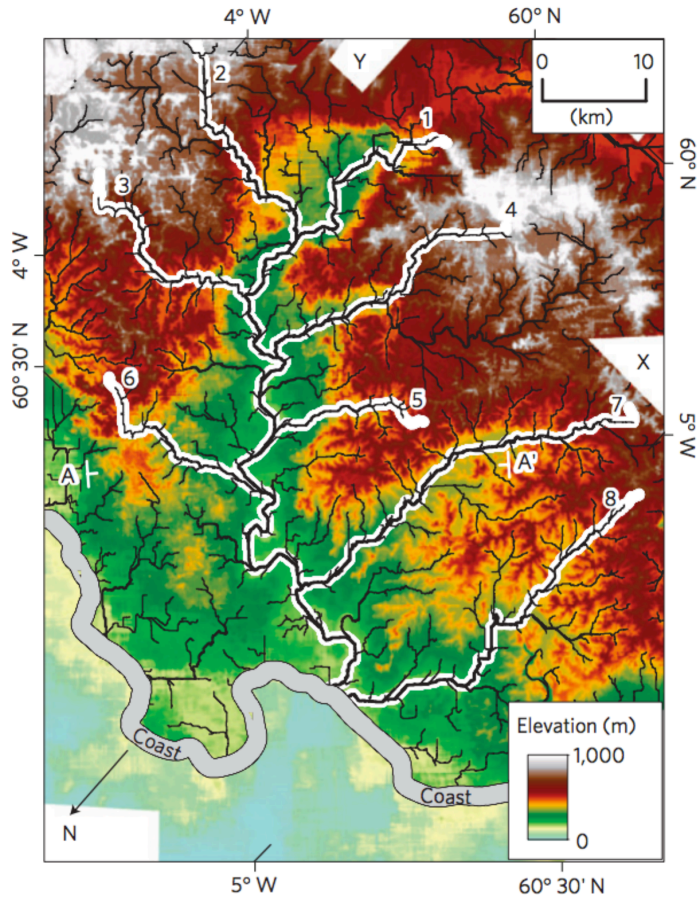 4° W
60° N
Y
0
10
(km)
2
1
60° N
3
4
4° W
X
60° 30' N
6
5
7
5° W
A
A'
8
Elevation (m)
1,000
0
Coast
Coast
N
5° W
60° 30' N